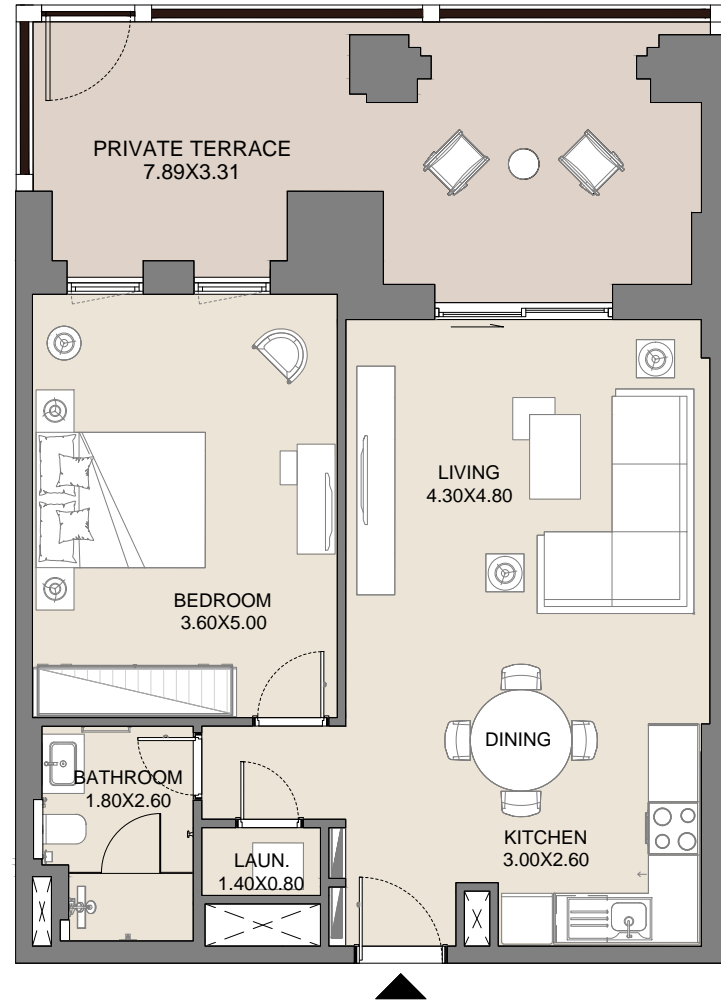 PRIVATE TERRACE
7.89X3.31
LIVING
4.30X4.80
BEDROOM
3.60X5.00
DINING
BATHROOM
1.80X2.60
KITCHEN
3.00X2.60
LAUN.
1.40X0.80